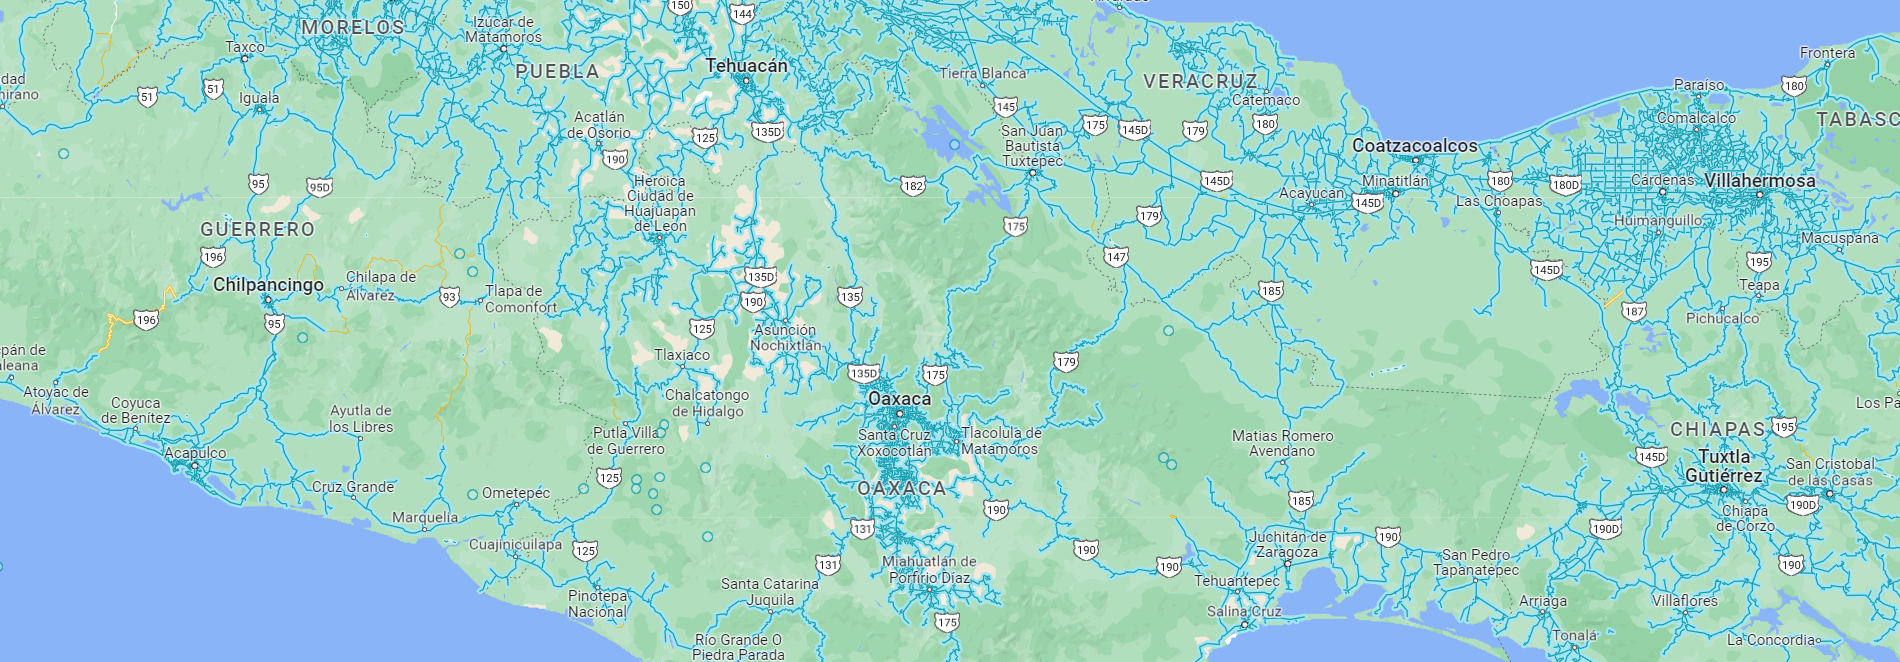 MORELOS
Izúcar de
Matamoros
Taxco
PUEBLA
Tehuacán
150
144
Tierra Blanca
VERACRUZ
Catemaco
Frontera
Paraíso
180
Comalcalco
TABASC
dad
51
51
Iguala
Acatlán
de Osorio
125
135D
190
145
San Juan
Bautista
Tuxtepec
175
145D
179
180
Coatzacoalcos
Minatitlán
Acayucan
145D
145D
180
Las Choapas
180D
Cárdenas
Villahermosa
Huimanguillo
Macuspana
95
95D
Heroica
Ciudad de
Huajuapan
de León
182
175
179
147
GUERRERO
196
Chilpancingo
Chilapa de
Álvarez
93
Tlapa de
Comonfort
135D
190
135
185
145D
195
Teapa
187
Pichucalco
196
95
125
Asunción
Nochixtlán
Tlaxiaco
135D
175
179
pán de
aleana
Atoyac de
Álvarez
Coyuca
de Benítez
Ayutla de
los Libres
Chalcatongo
de Hidalgo
Oaxaca
Santa Cruz
Xoxocotlán
Tlacolula de
Matamoros
Putla Villa
de Guerrero
Matias Romero
Avendano
Los Pa
CHIAPAS
195
145D
Tuxtla
Gutiérrez
San Cristobal
de las Casas
Acapulco
Cruz Grande
Ometepec
Marquelia
125
OAXACA
190
185
190D
Chiapa
de Corzo
190D
Cuajinicuilapa
125
131
131
190
190
Juchitán de
Zaragoza
190
San Pedro
Tapanatepec
190
Miahuatlán de
Porfirio Díaz
Santa Catarina
Juquila
Pinotepa
Nacional
Tehuantepec
Salina Cruz
Arriaga
Villaflores
175
Río Grande O
Piedra Parada
Tonalá
La Concordia